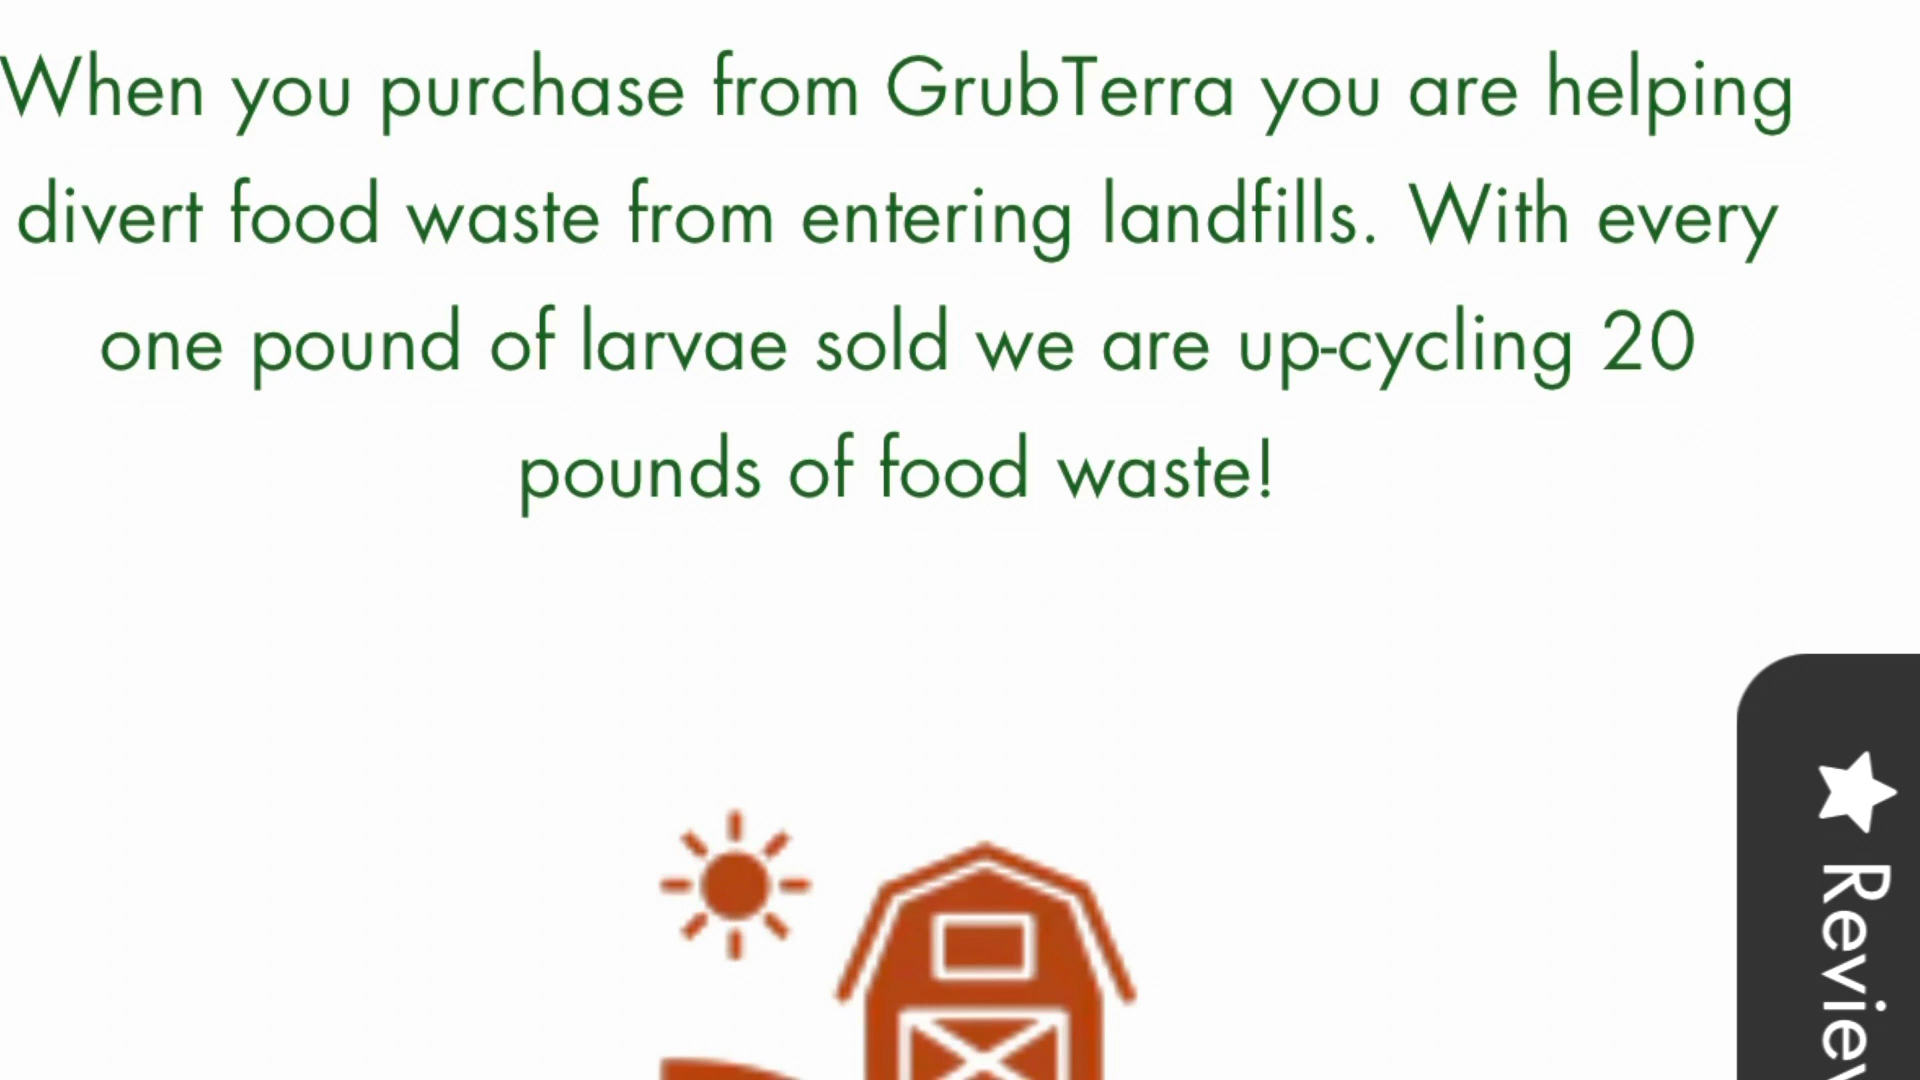 When you purchase from GrubTerra you are helping
divert food waste from entering landfills. With every
one pound of larvae sold we are up-cycling 20
pounds of food waste!